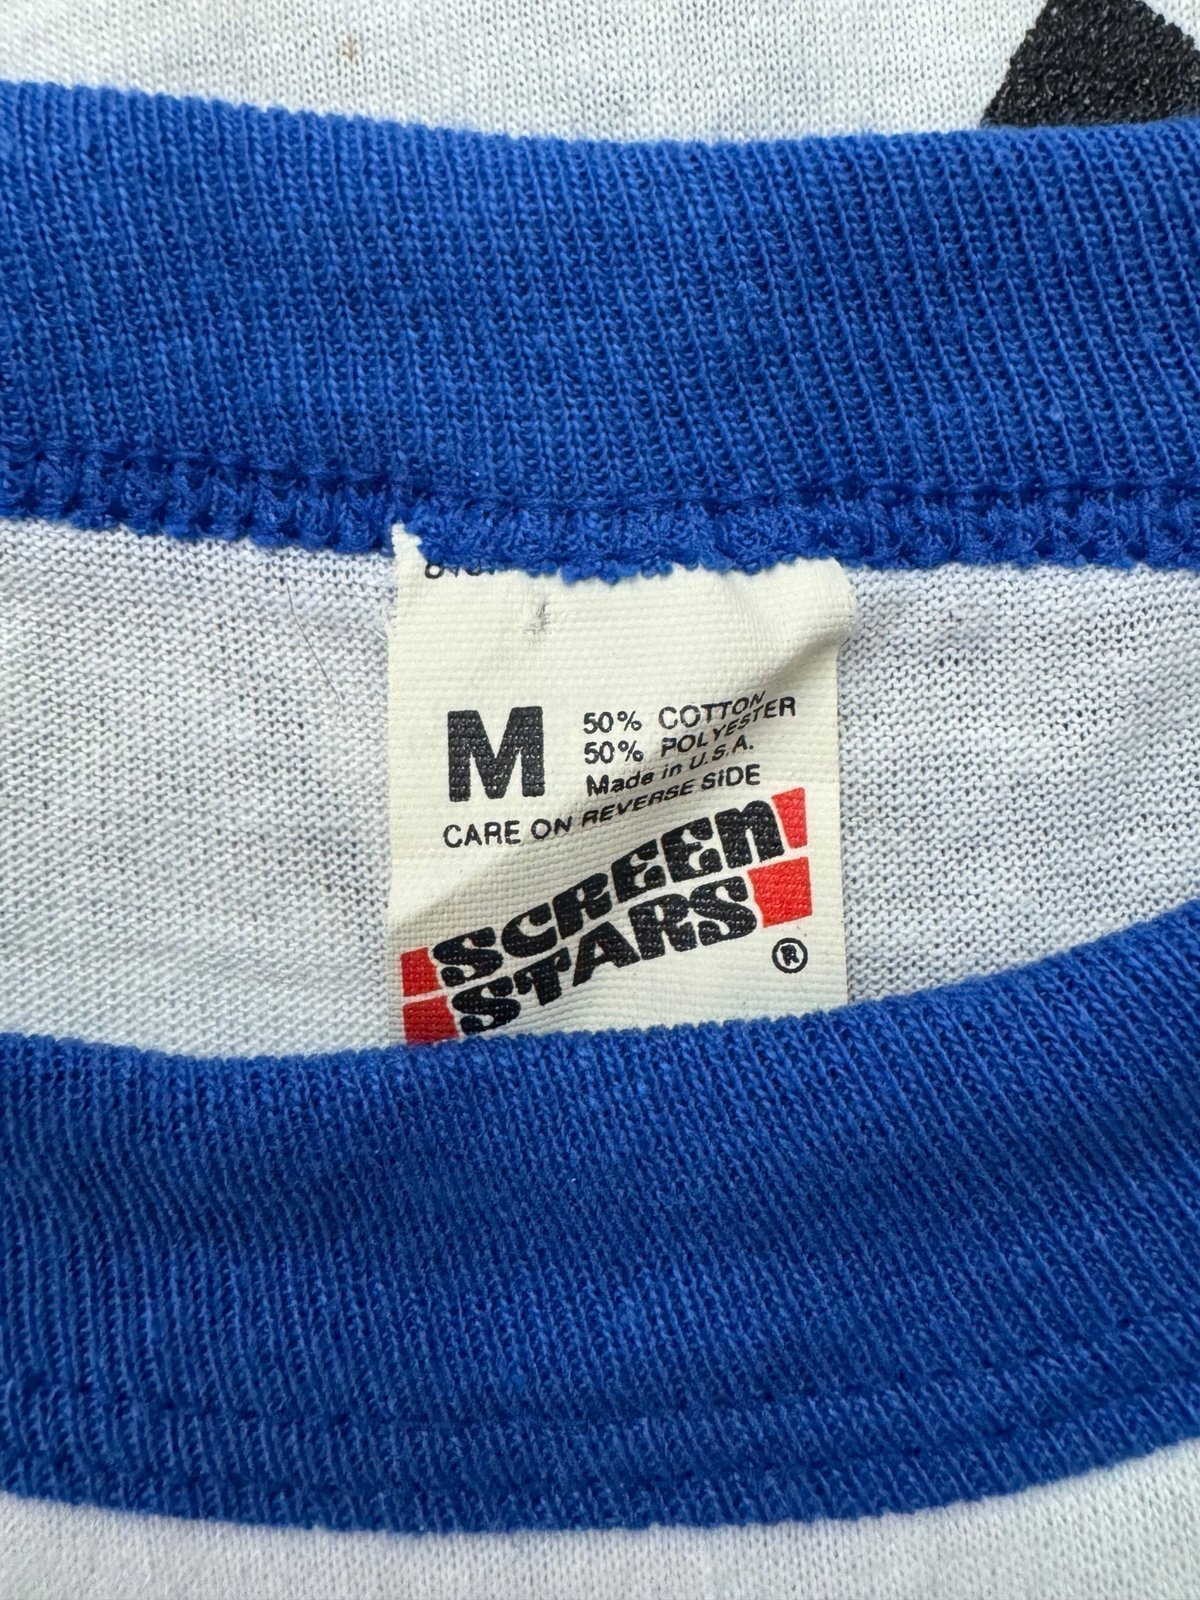 M
50% COTTON
50% POLYESTER
Made in U.S.A.
CARE ON REVERSE SIDE
SCREEN
STARS
®